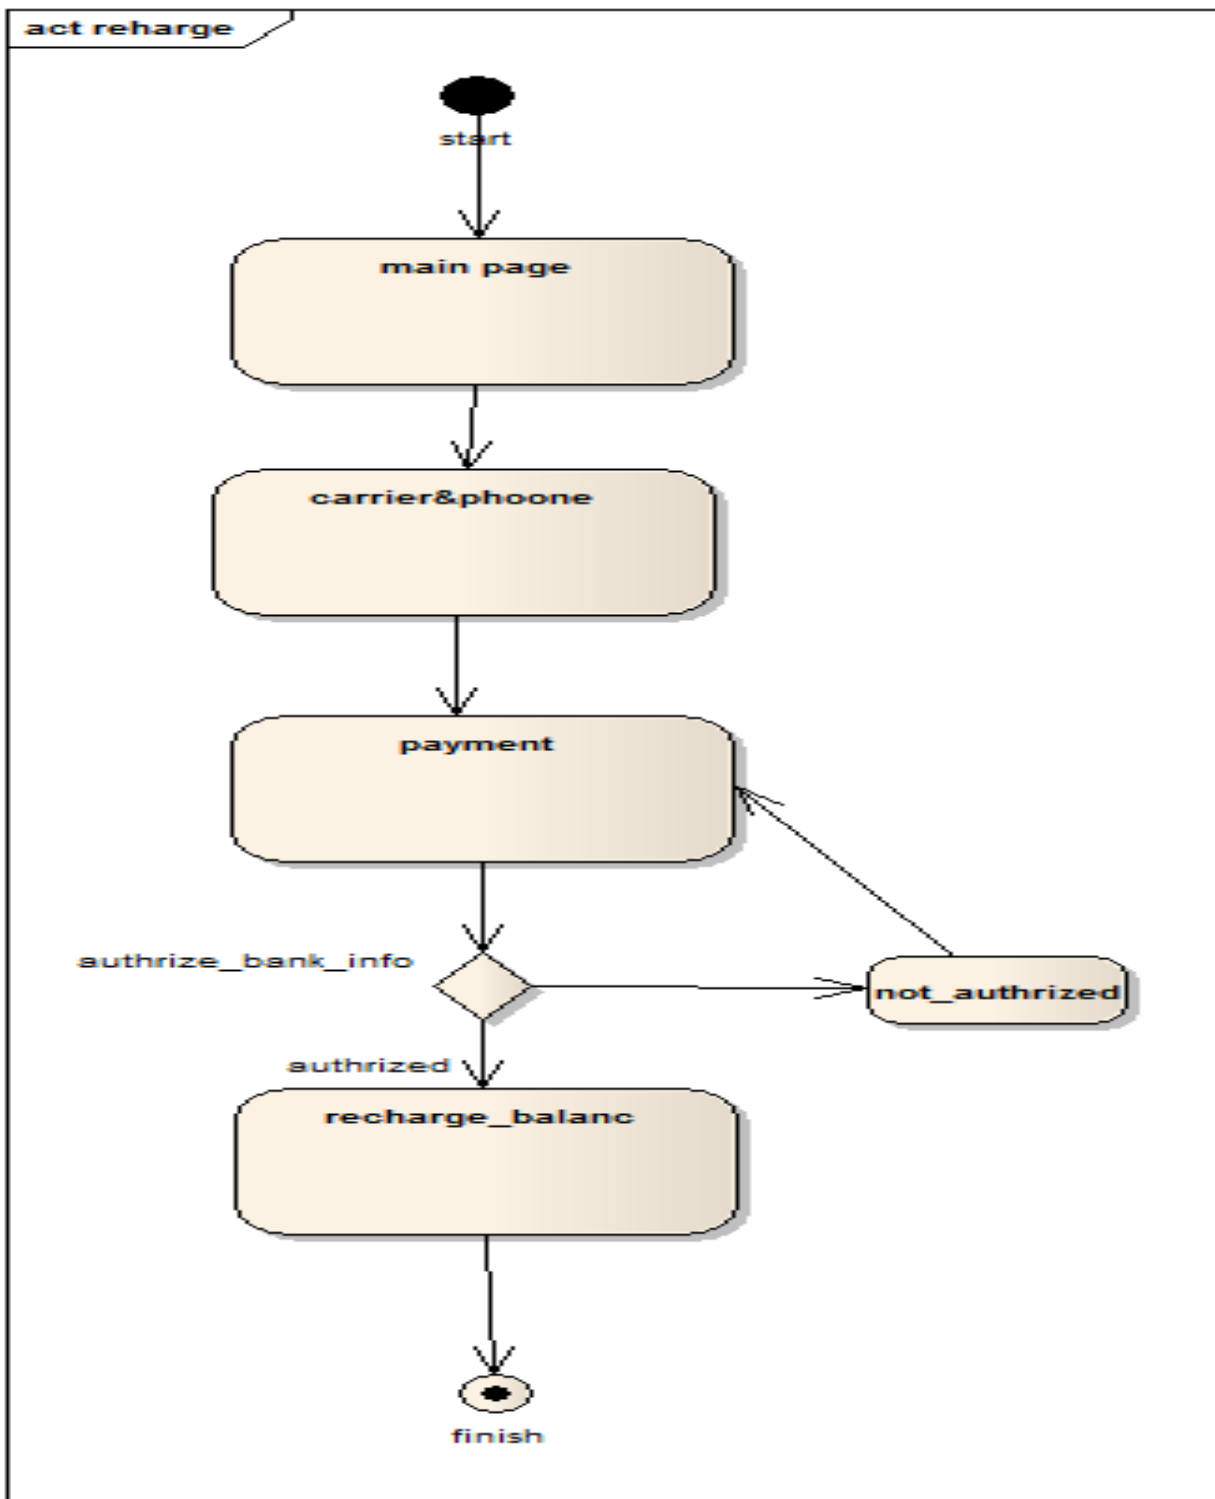 act reharge
start
main page
carrier&phoone
payment
authrize_bank_info
not_authrized
authrized
recharge_balanc
finish